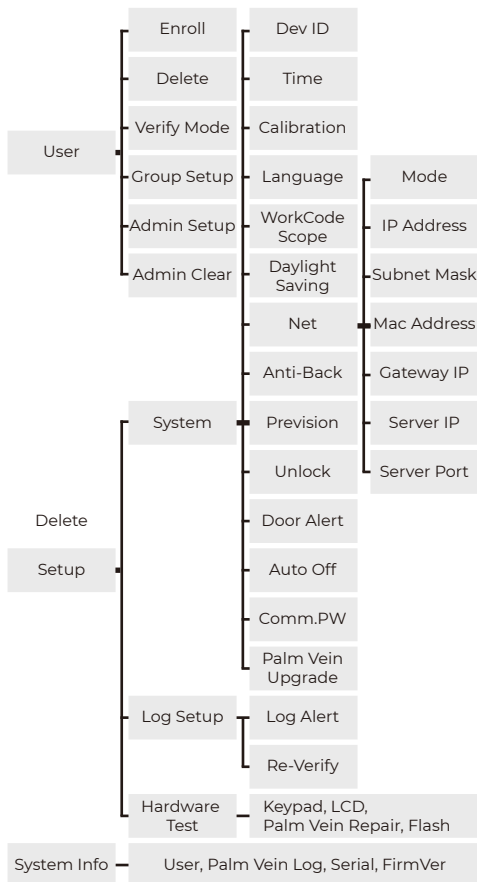 Enroll
Dev ID
Delete
Time
Verify Mode
Calibration
User
Group Setup
Language
Mode
Admin Setup
WorkCode
Scope
IP Address
Admin Clear
Daylight
Saving
Subnet Mask
Net
Mac Address
Anti-Back
Gateway IP
System
Prevision
Server IP
Unlock
Server Port
Delete
Door Alert
Setup
Auto Off
Comm.PW
Palm Vein
Upgrade
Log Setup
Log Alert
Re-Verify
Hardware
Test
Keypad, LCD,
Palm Vein Repair, Flash
System Info
User, Palm Vein Log, Serial, FirmVer